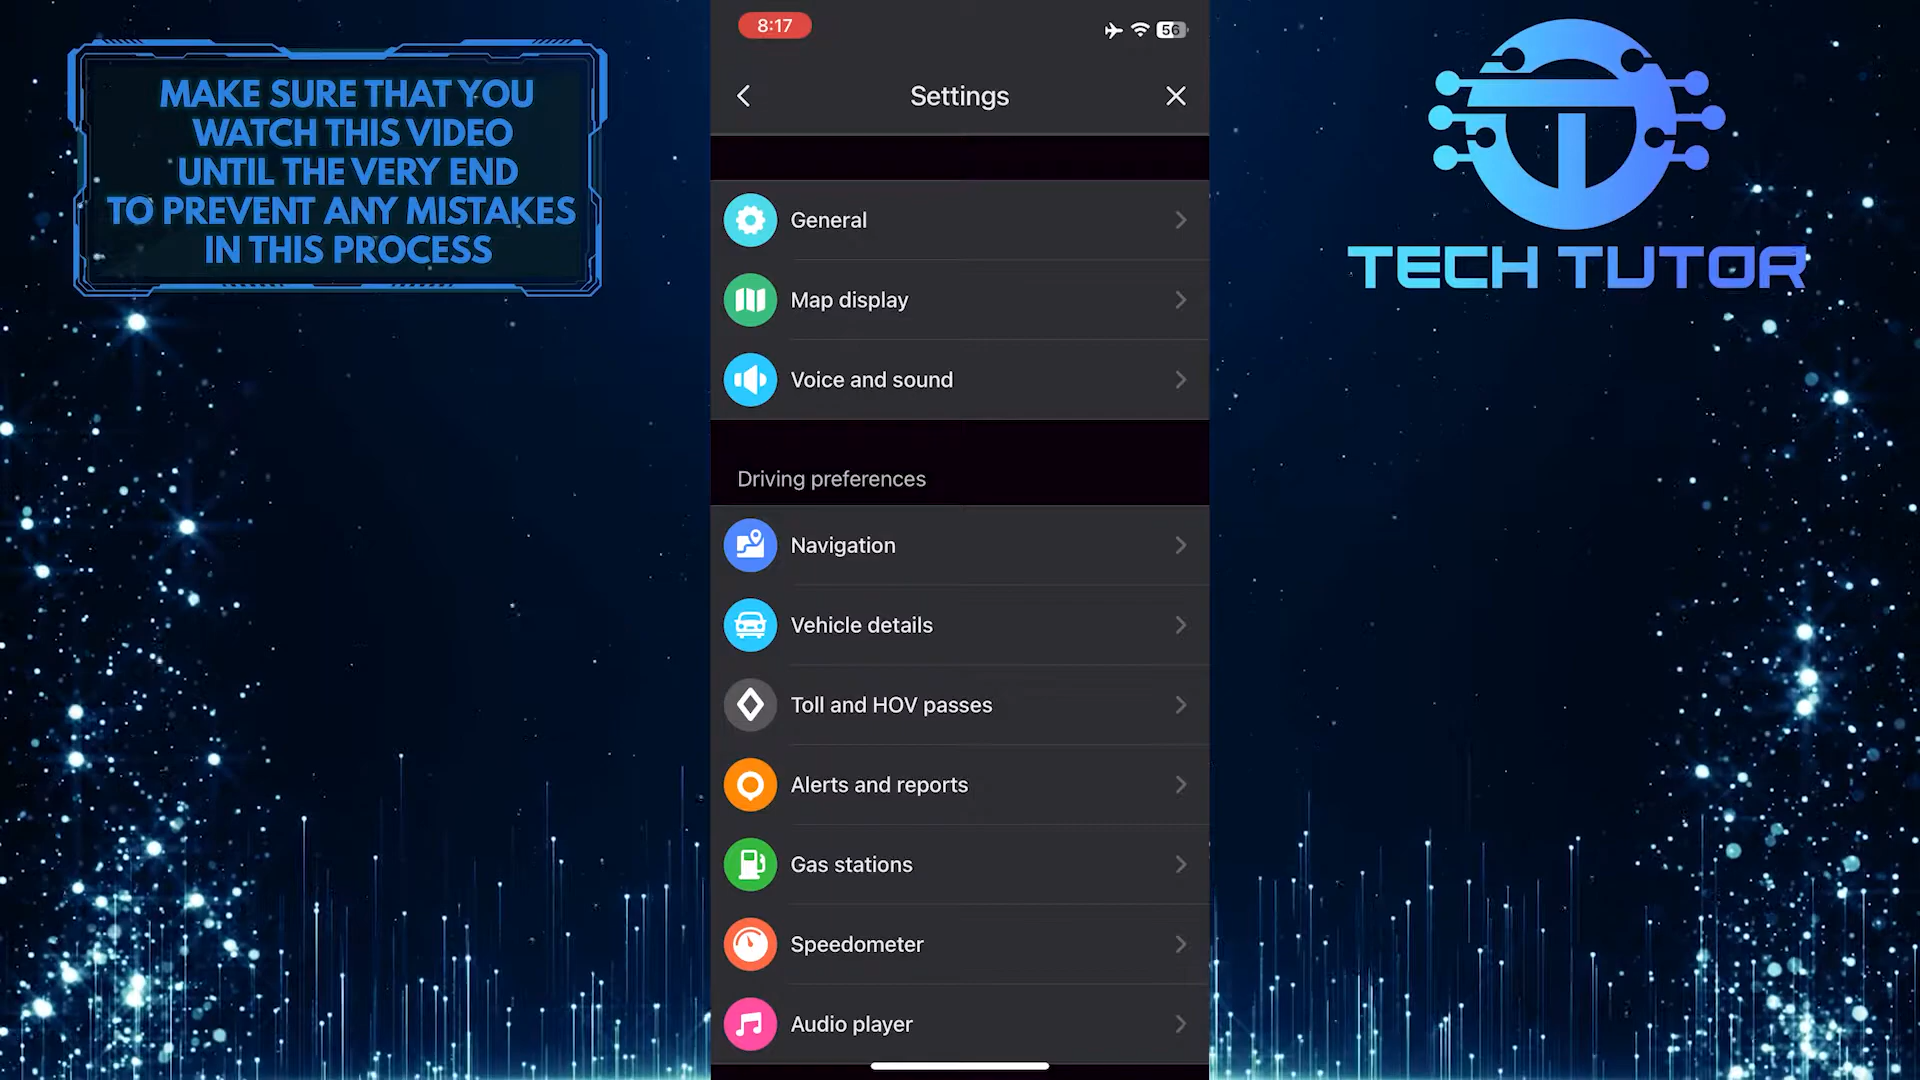 MAKE SURE THAT YOU
WATCH THIS VIDEO
UNTIL THE VERY END
TO PREVENT ANY MISTAKES
IN THIS PROCESS
8:17
56
Settings
General
Map display
Voice and sound
Driving preferences
Navigation
Vehicle details
Toll and HOV passes
Alerts and reports
Gas stations
Speedometer
Audio player
TECH TUTOR